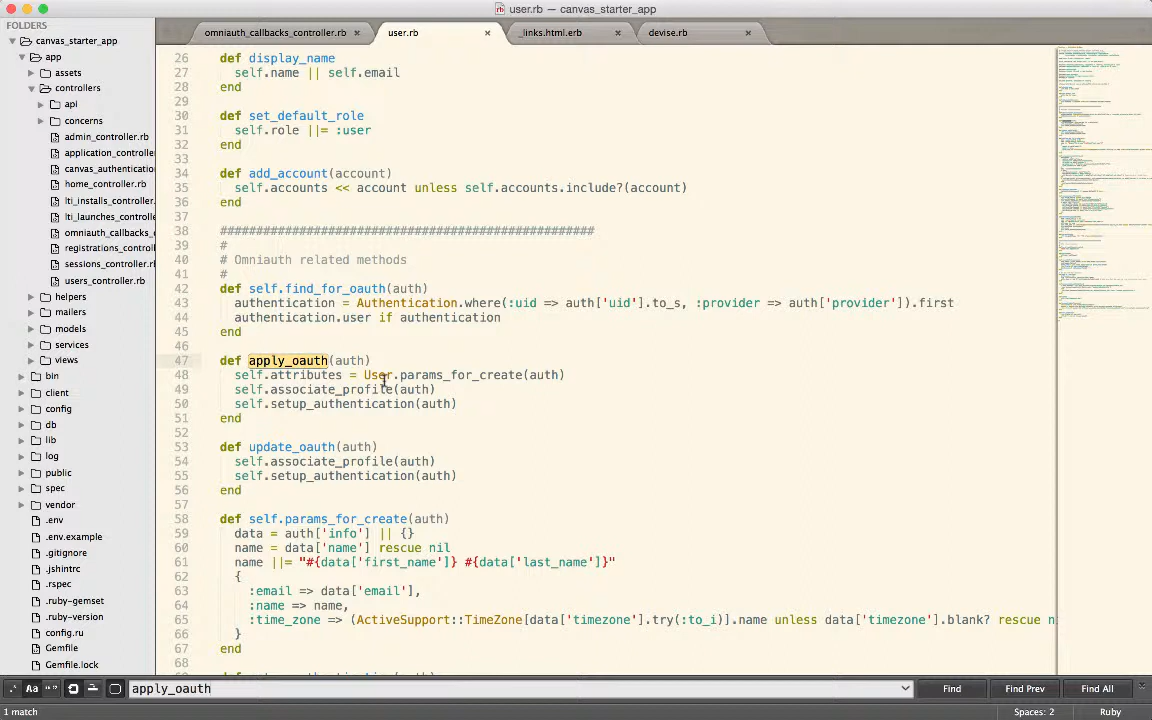 user.rb — canvas_starter_app
FOLDERS
canvas_starter_app
app
assets
controllers
api
concerns
admin_controller.rb
application_controlle
canvas_authenticatio
home_controller.rb
lti_installs_controller.
lti_launches_controlle
omniauth_callbacks_
registrations_control
sessions_controller.rl
users_controller.rb
helpers
mailers
models
services
views
bin
client
config
db
lib
log
public
spec
vendor
.env
.env.example
.gitignore
.jshintrc
.rspec
.ruby-gemset
.ruby-version
config.ru
Gemfile
Gemfile.lock
omniauth_callbacks_controller.rb
user.rb
_links.html.erb
devise.rb
26 def display_name
27 self.name || self.email
28 end
29
30 def set_default_role
31 self.role ||= :user
32 end
33
34 def add_account(account)
35 self.accounts << account unless self.accounts.include?(account)
36 end
37
38 ####################################################
39 #
40 # Omniauth related methods
41 #
42 def self.find_for_oauth(auth)
43 authentication = Authentication.where(:uid => auth['uid'].to_s, :provider => auth['provider']).first
44 authentication.user if authentication
45 end
46
47 def apply_oauth(auth)
48 self.attributes = User.params_for_create(auth)
49 self.associate_profile(auth)
50 self.setup_authentication(auth)
51 end
52
53 def update_oauth(auth)
54 self.associate_profile(auth)
55 self.setup_authentication(auth)
56 end
57
58 def self.params_for_create(auth)
59 data = auth['info'] || {}
60 name = data['name'] rescue nil
61 name ||= "#{data['first_name']} #{data['last_name']}"
62 {
63 :email => data['email'],
64 :name => name,
65 :time_zone => (ActiveSupport::TimeZone[data['timezone'].try(:to_i)].name unless data['timezone'].blank? rescue n
66 }
67 end
68
.* Aa “”
apply_oauth
Find
Find Prev
Find All
1 match
Spaces: 2
Ruby